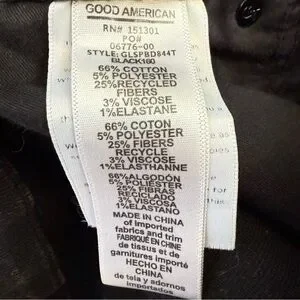 GOOD AMERICAN
RN# 151301
PO#
06776-00
STYLE: GLSPBD844T
BLACK160
66% COTTON
5% POLYESTER
25%RECYCLED
FIBERS
3% VISCOSE
1%ELASTANE
66% COTON
5% POLYESTER
25% FIBERS
RECYCLE
3% VISCOSE
1%ELASTHANNE
66%ALGODÓN
5% POLIÉSTER
25% FIBRAS
RECICLADO
3% VISCOSE
1% ELASTANO
MADE IN CHINA
of imported
fabrics and trim
FABRIQUÉ EN CHINE
de tissus et de
garnitures importé
HECHO EN
CHINA
de tela y adornos
importados